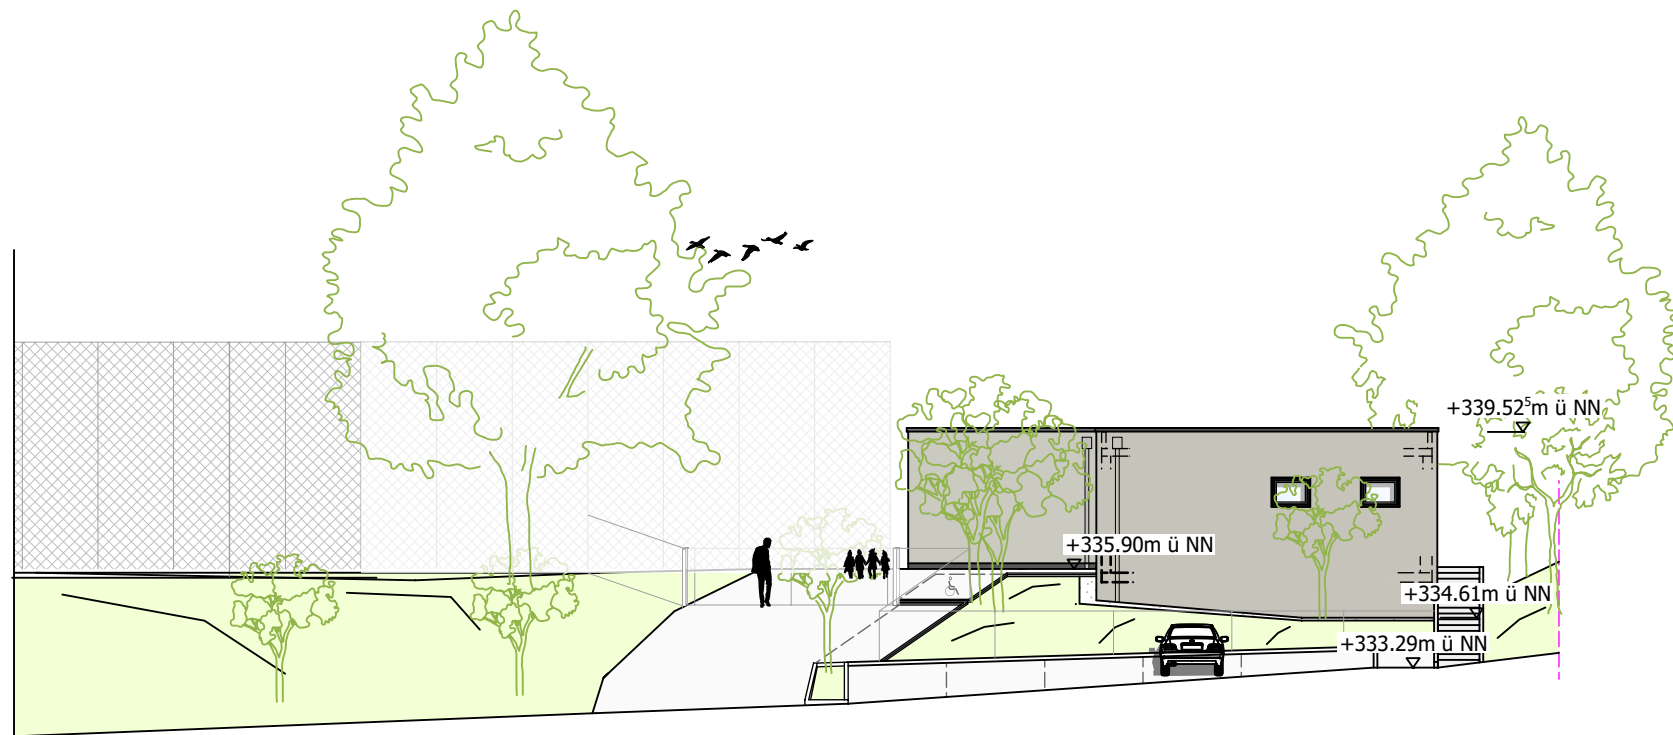 +339.52⁵m ü NN
+335.90m ü NN
+334.61m ü NN
+333.29m ü NN